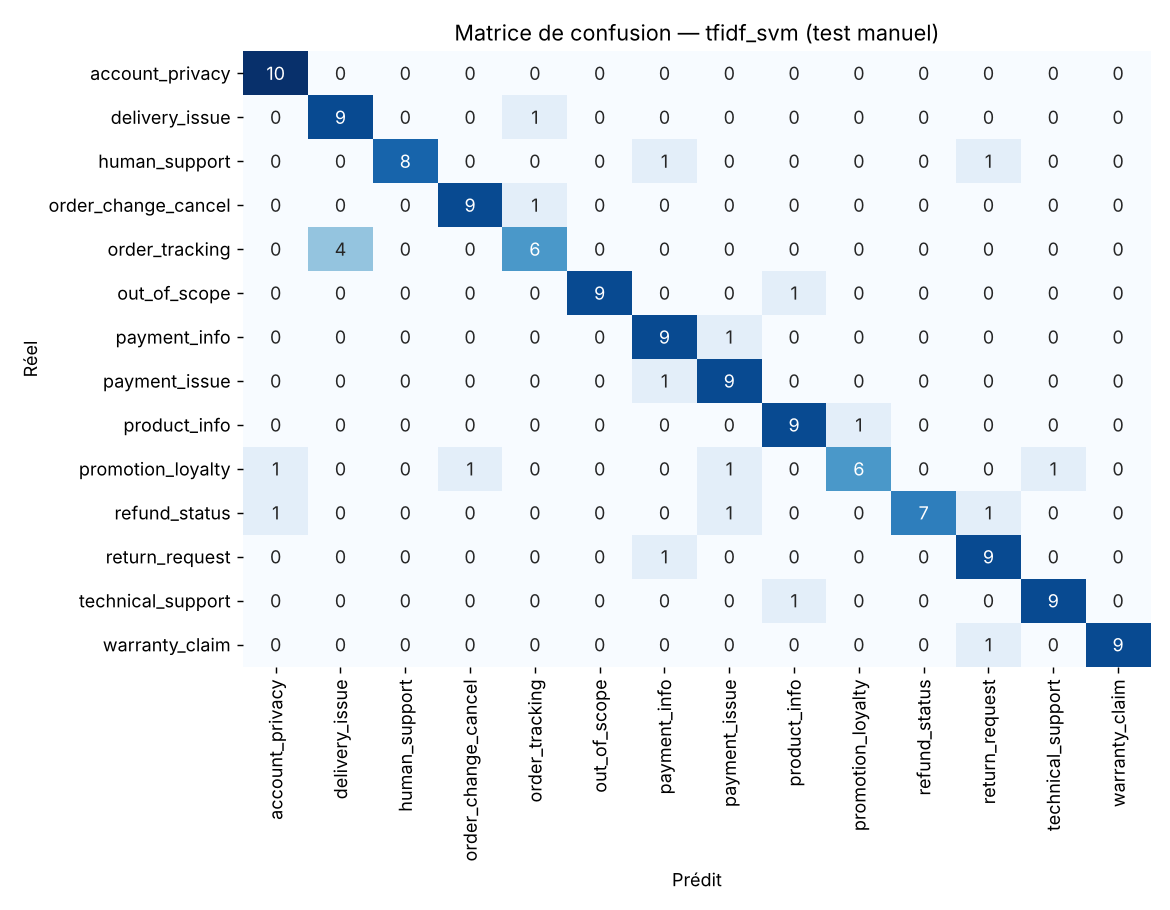 Matrice de confusion — tfidf_svm (test manuel)
account_privacy 10 0 0 0 0 0 0 0 0 0 0 0 0 0
delivery_issue 0 9 0 0 1 0 0 0 0 0 0 0 0 0
human_support 0 0 8 0 0 0 1 0 0 0 0 1 0 0
order_change_cancel 0 0 0 9 1 0 0 0 0 0 0 0 0 0
order_tracking 0 4 0 0 6 0 0 0 0 0 0 0 0 0
out_of_scope 0 0 0 0 0 9 0 0 1 0 0 0 0 0
payment_info 0 0 0 0 0 0 9 1 0 0 0 0 0 0
payment_issue 0 0 0 0 0 0 1 9 0 0 0 0 0 0
product_info 0 0 0 0 0 0 0 0 9 1 0 0 0 0
promotion_loyalty 1 0 0 1 0 0 0 1 0 6 0 0 1 0
refund_status 1 0 0 0 0 0 0 1 0 0 7 1 0 0
return_request 0 0 0 0 0 0 1 0 0 0 0 9 0 0
technical_support 0 0 0 0 0 0 0 0 1 0 0 0 9 0
warranty_claim 0 0 0 0 0 0 0 0 0 0 0 1 0 9
Réel
account_privacy
delivery_issue
human_support
order_change_cancel
order_tracking
out_of_scope
payment_info
payment_issue
product_info
promotion_loyalty
refund_status
return_request
technical_support
warranty_claim
Prédit